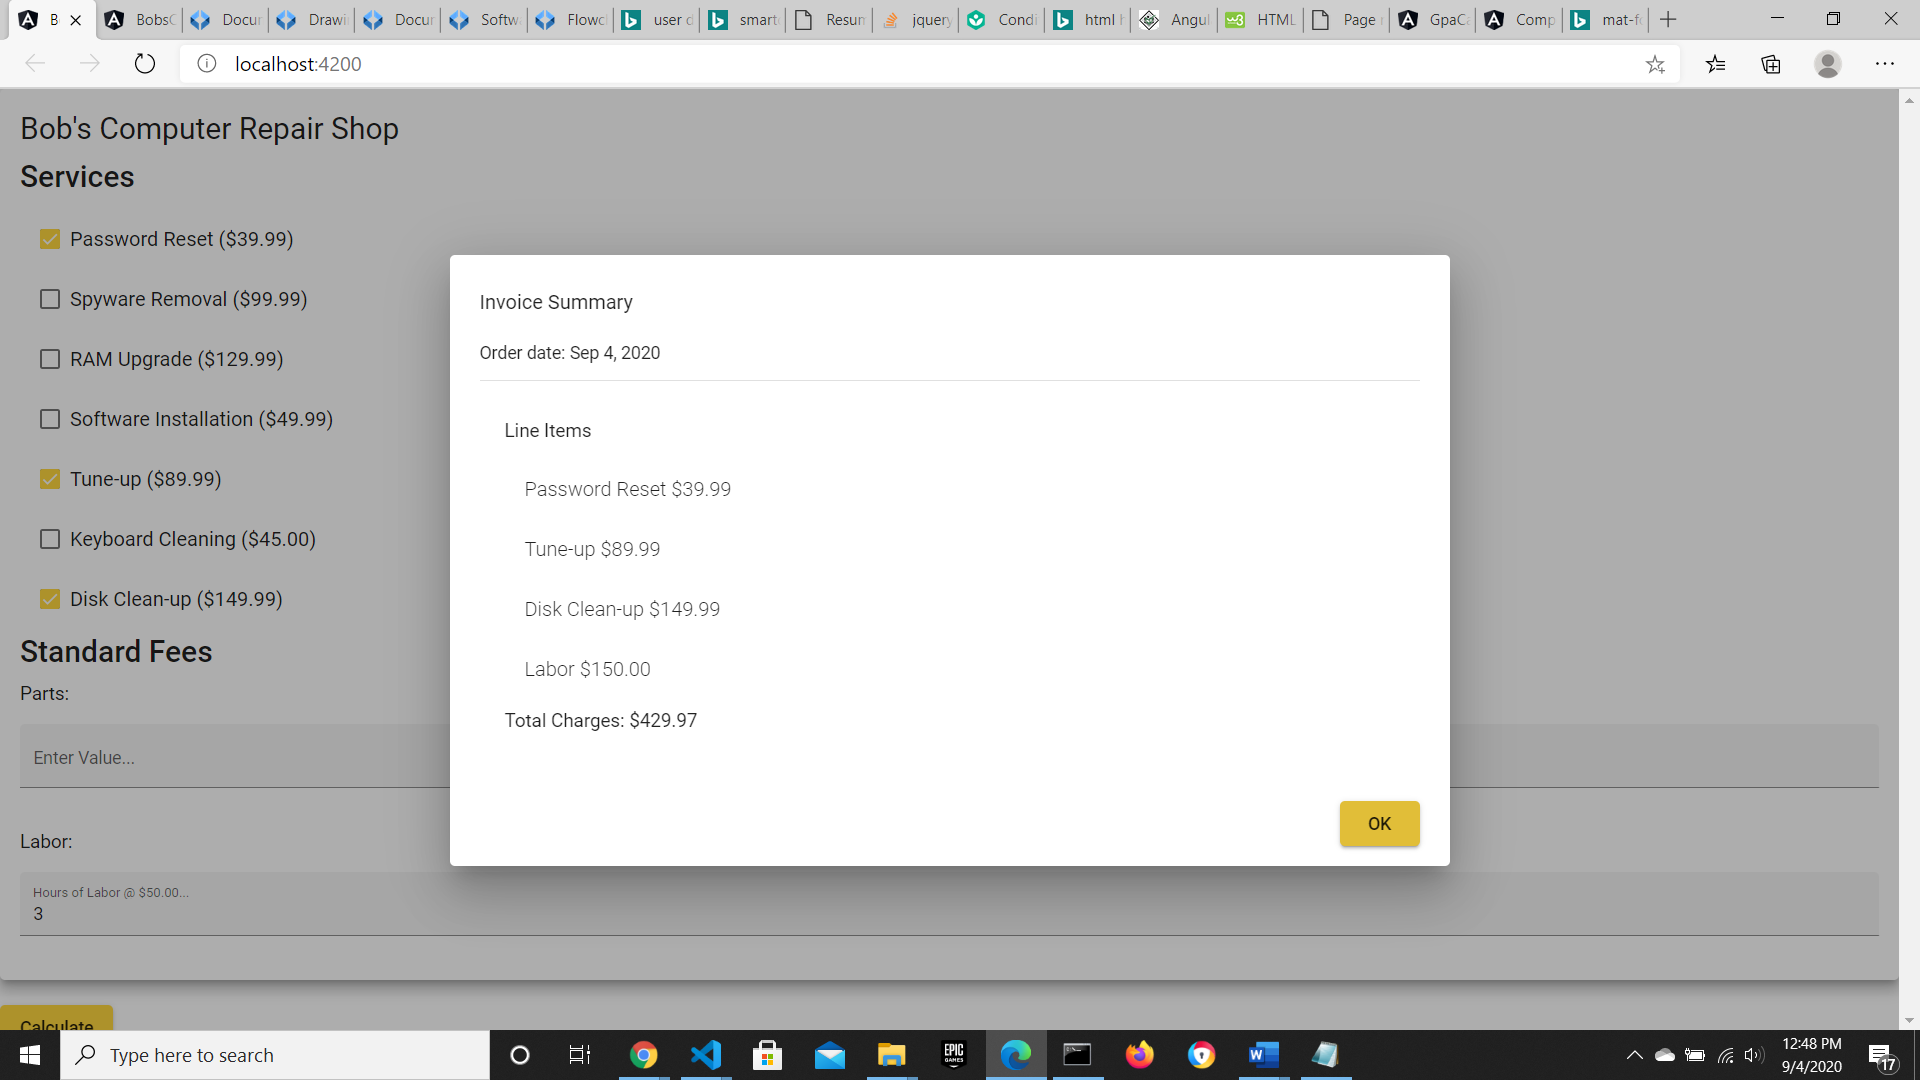 B
BobsC
Docur
Drawi
Docur
Softw
Flowcl
user d
smart
Resun
jquery
Condi
html h
Angul
HTML
Page n
GpaCa
Comp
mat-fo
localhost:4200
Bob's Computer Repair Shop
Services
Password Reset ($39.99)
Spyware Removal ($99.99)
RAM Upgrade ($129.99)
Software Installation ($49.99)
Tune-up ($89.99)
Keyboard Cleaning ($45.00)
Disk Clean-up ($149.99)
Standard Fees
Parts:
Enter Value...
Labor:
Hours of Labor @ $50.00...
3
Calculate
Invoice Summary
Order date: Sep 4, 2020
Line Items
Password Reset $39.99
Tune-up $89.99
Disk Clean-up $149.99
Labor $150.00
Total Charges: $429.97
OK
Type here to search
EPIC
GAMES
12:48 PM
9/4/2020
17